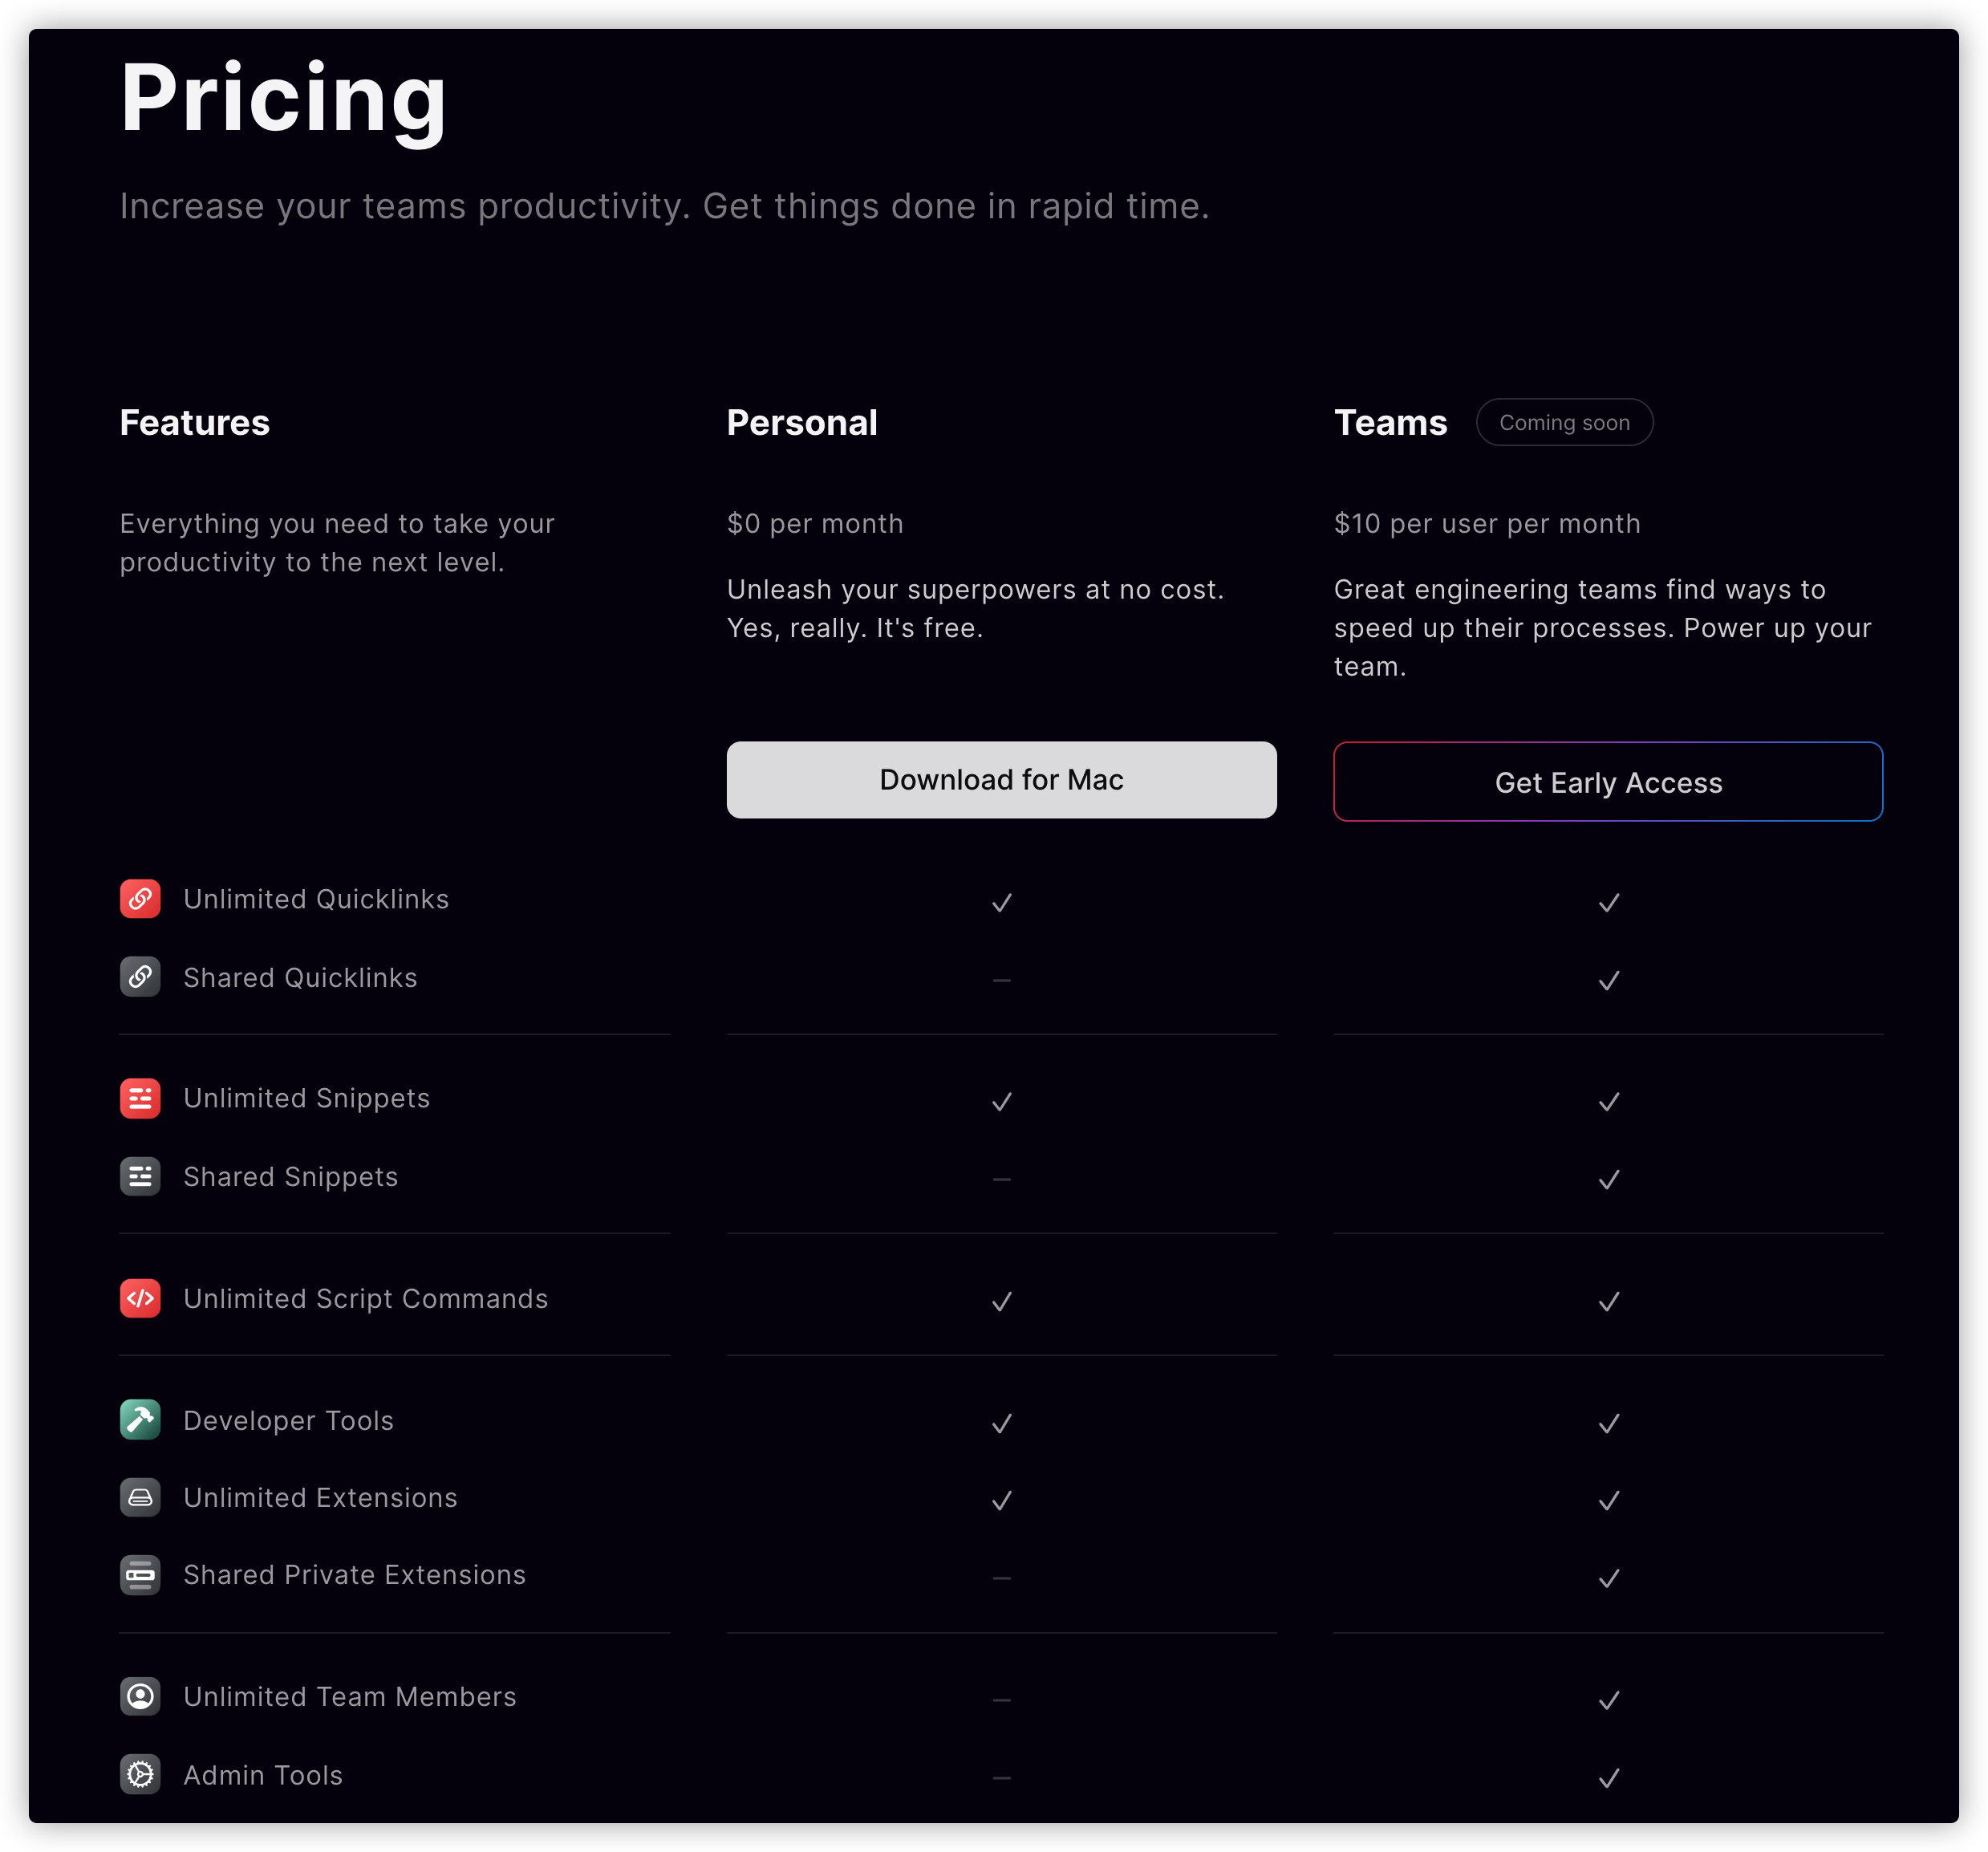 Pricing
Increase your teams productivity. Get things done in rapid time.
Features
Everything you need to take your
productivity to the next level.
Personal
$0 per month
Unleash your superpowers at no cost.
Yes, really. It's free.
Download for Mac
Teams
Coming soon
$10 per user per month
Great engineering teams find ways to
speed up their processes. Power up your
team.
Get Early Access
Unlimited Quicklinks
Shared Quicklinks
Unlimited Snippets
Shared Snippets
Unlimited Script Commands
Developer Tools
Unlimited Extensions
Shared Private Extensions
Unlimited Team Members
Admin Tools